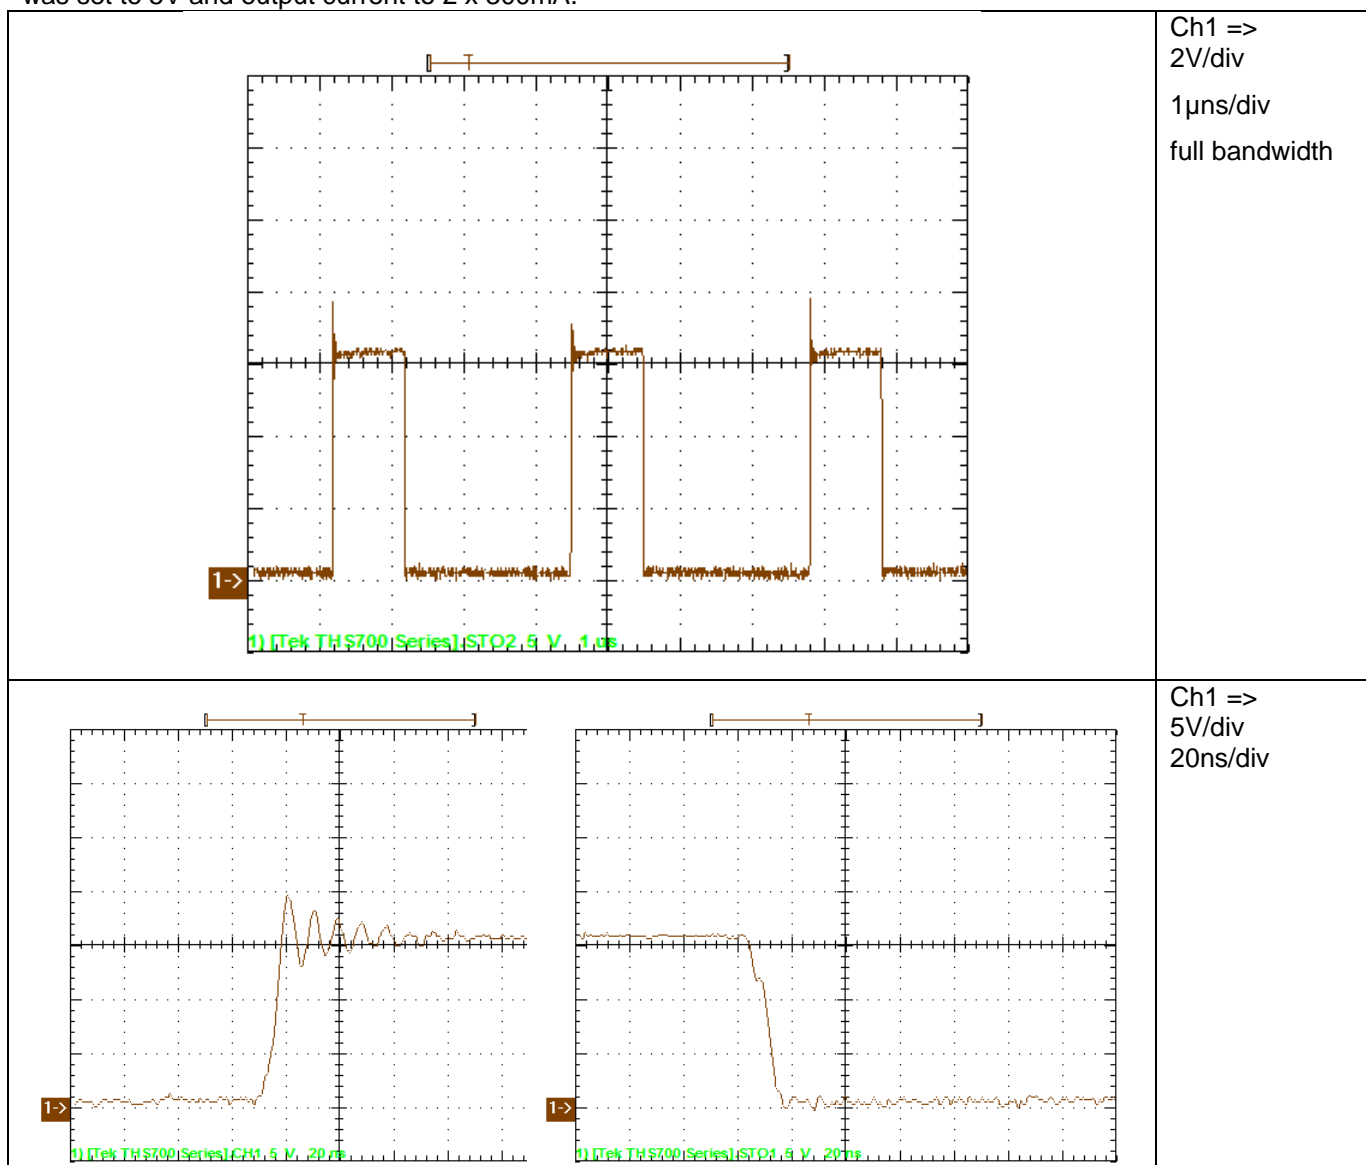 was set to 5V and output current to 2 x 500mA.
Ch1 =>
2V/div
1µns/div
full bandwidth
1->
1) [Tek THS700 Series].STO2 5 V 1 us
Ch1 =>
5V/div
20ns/div
1->
1) [Tek THS700 Series].CH1 5 V 20 ns
1->
1) [Tek THS700 Series].STO1 5 V 20 ns